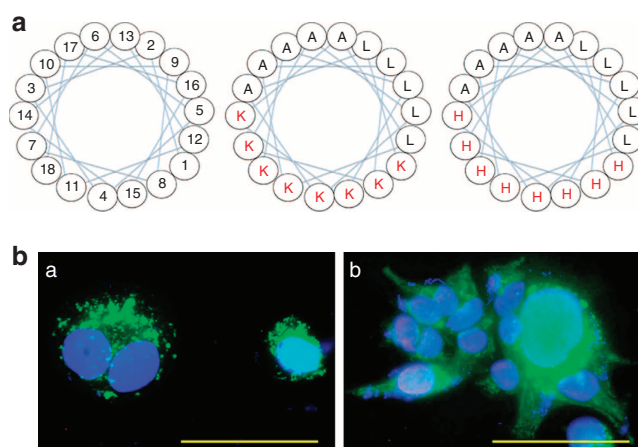 a
6 13
17 2
10 9
3 16
14 5
7 12
18 1
11 8
4 15
A A
A L
A L
A L
K L
K L
K K
K K
K K
A A
A L
A L
A L
H L
H L
H H
H H
H H
b
a
b